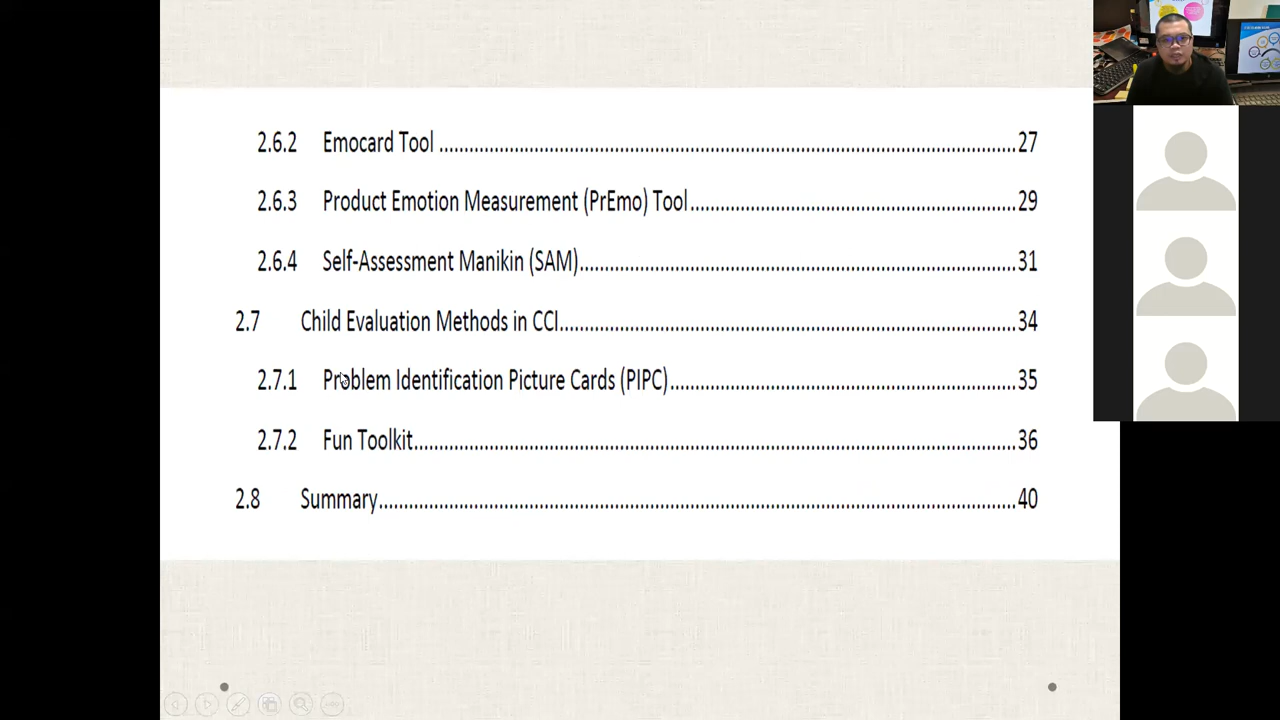 2.6.2 Emocard Tool ........................................................................................................ 27
2.6.3 Product Emotion Measurement (PrEmo) Tool ........................................................ 29
2.6.4 Self-Assessment Manikin (SAM) ............................................................................ 31
2.7 Child Evaluation Methods in CCI ................................................................................ 34
2.7.1 Problem Identification Picture Cards (PIPC) ............................................................ 35
2.7.2 Fun Toolkit ............................................................................................................. 36
2.8 Summary .................................................................................................................... 40